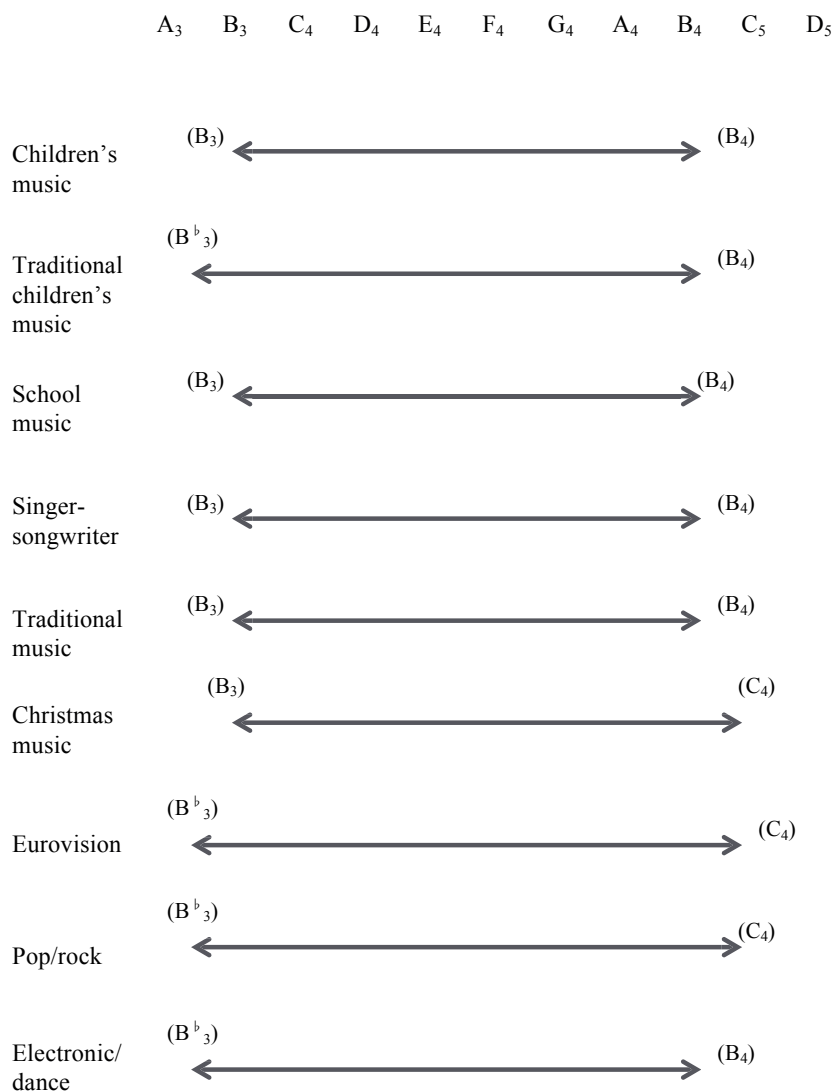 A₃ B₃ C₄ D₄ E₄ F₄ G₄ A₄ B₄ C₅ D₅
(B₃) (B₄)
Children's
music
(B♭₃)
(B₄)
Traditional
children's
music
(B₃) (B₄)
School
music
(B₃) (B₄)
Singer-
songwriter
(B₃) (B₄)
Traditional
music
(B₃) (C₄)
Christmas
music
(B♭₃)
(C₄)
Eurovision
(B♭₃)
(C₄)
Pop/rock
(B♭₃)
(B₄)
Electronic/
dance